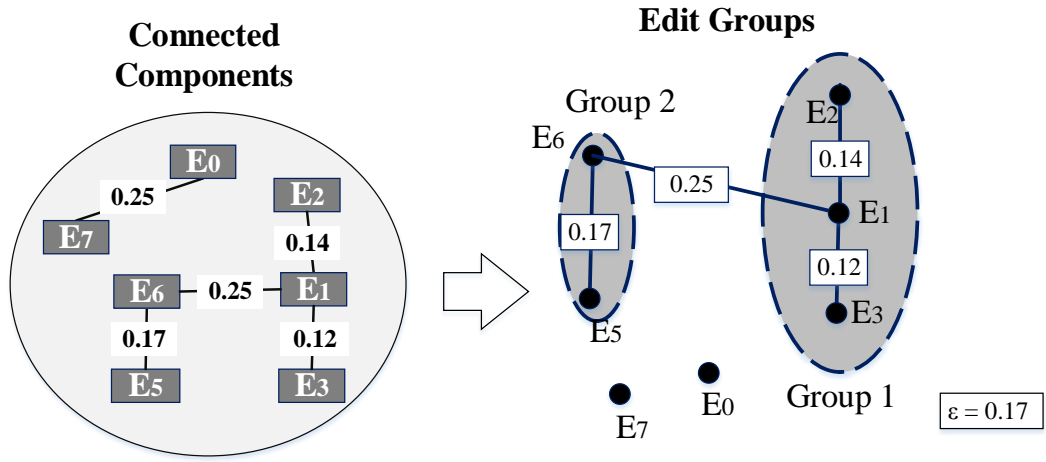 Connected
Components
E0
0.25
E2
E7
0.14
E6
0.25
E1
0.17
0.12
E5
E3
Edit Groups
Group 2
E2
E6
0.14
0.25
E1
0.17
0.12
E3
E5
E7
E0
Group 1
ε = 0.17